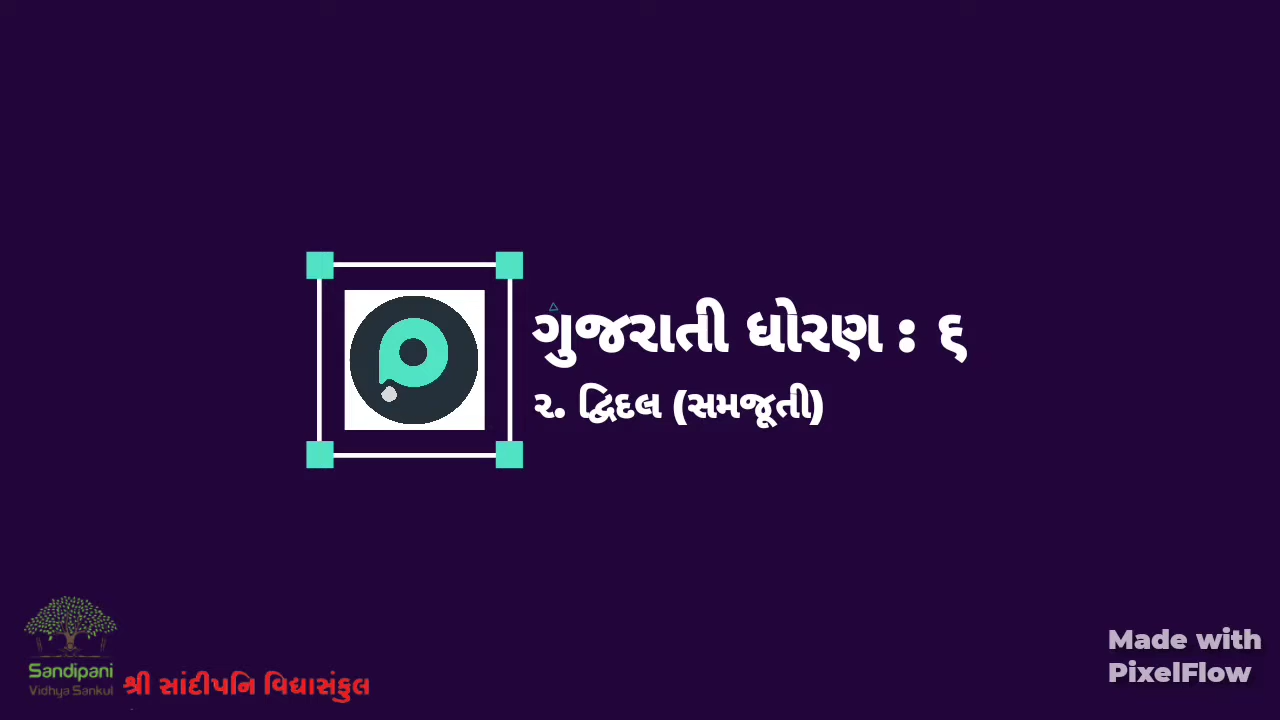 ગુજરાતી ધોરણ : ૬
૨. દ્વિદલ (સમજૂતી)
Sandipani
Vidhya Sankul
શ્રી સાંદીપનિ વિદ્યાસંકુલ
Made with
PixelFlow